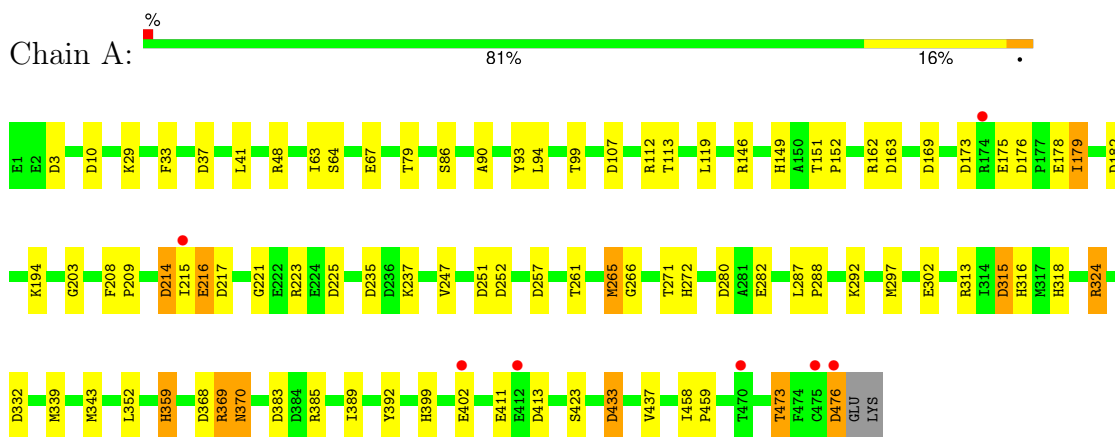 %
Chain A:
81% 16% •
E1 E2 D3 D10 K29 F33 D37 L41 R48 I63 S64 E67 T79 S86 A90 Y93 L94 T99 D107 R112 T113 L119 R146 H149 A150 T151 P152 R162 D163 D169 D173 R174 E175 D176 P177 E178 I179 D182
K194 G203 F208 P209 D214 I215 E216 D217 G221 E222 R223 E224 D225 D235 D236 K237 V247 D251 D252 D257 T261 M265 G266 T271 H272 D280 A281 E282 L287 P288 K292 M297 E302 R313 I314 D315 H316 M317 H318 R324
D332 M339 M343 L352 H359 D368 R369 N370 D383 D384 R385 I389 Y392 H399 E402 E411 E412 D413 S423 D433 V437 I458 P459 T470 T473 F474 C475 D476 GLU LYS